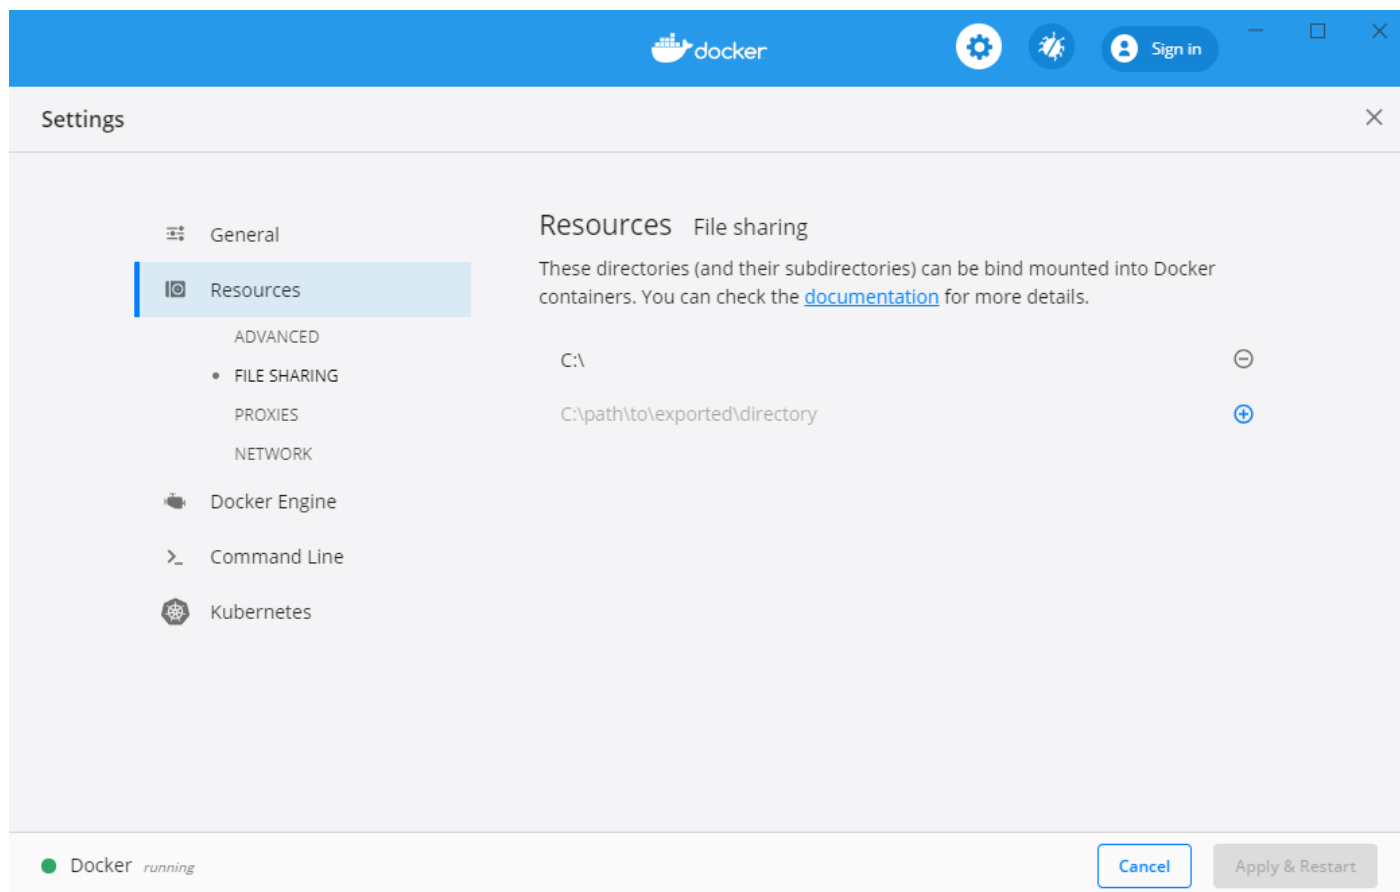 docker
Sign in
Settings
General
Resources
ADVANCED
FILE SHARING
PROXIES
NETWORK
Docker Engine
Command Line
Kubernetes
Resources File sharing
These directories (and their subdirectories) can be bind mounted into Docker
containers. You can check the documentation for more details.
C:\
C:\path\to\exported\directory
Docker running
Cancel
Apply & Restart